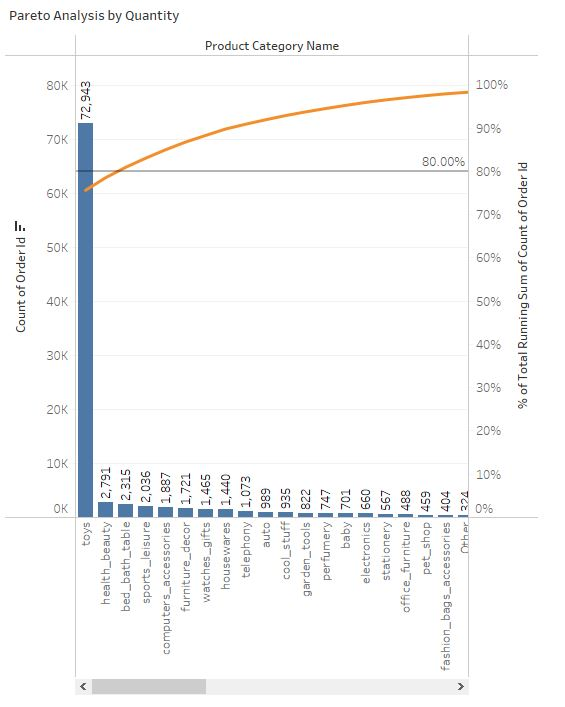 Pareto Analysis by Quantity
Product Category Name
80K
70K
60K
50K
40K
30K
20K
10K
0K
Count of Order Id
72,943
2,791
2,315
2,036
1,887
1,721
1,465
1,440
1,073
989
935
822
747
701
660
567
488
459
404
324
80.00%
100%
90%
80%
70%
60%
50%
40%
30%
20%
10%
0%
% of Total Running Sum of Count of Order Id
toys
health_beauty
bed_bath_table
sports_leisure
computers_accessories
furniture_decor
watches_gifts
housewares
telephony
auto
cool_stuff
garden_tools
perfumery
baby
electronics
stationery
office_furniture
pet_shop
fashion_bags_accessories
Other